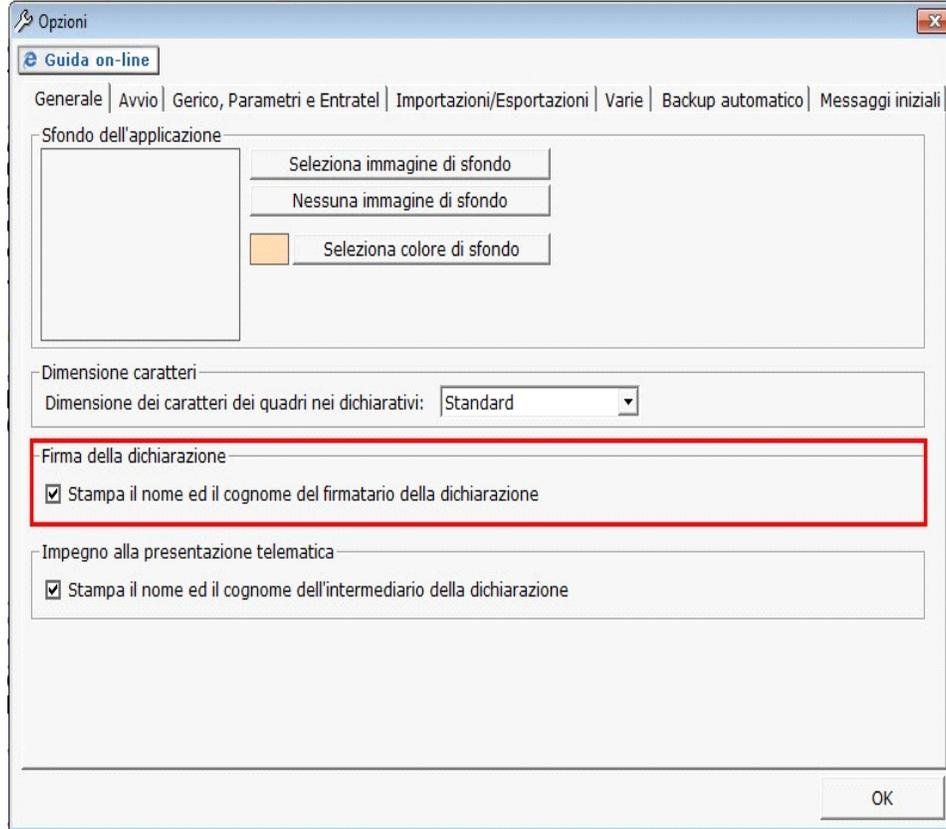 Opzioni
Guida on-line
Generale Avvio Gerico, Parametri e Entratel Importazioni/Esportazioni Varie Backup automatico Messaggi iniziali
Sfondo dell'applicazione
Seleziona immagine di sfondo
Nessuna immagine di sfondo
Seleziona colore di sfondo
Dimensione caratteri
Dimensione dei caratteri dei quadri nei dichiarativi: Standard
Firma della dichiarazione
Stampa il nome ed il cognome del firmatario della dichiarazione
Impegno alla presentazione telematica
Stampa il nome ed il cognome dell'intermediario della dichiarazione
OK